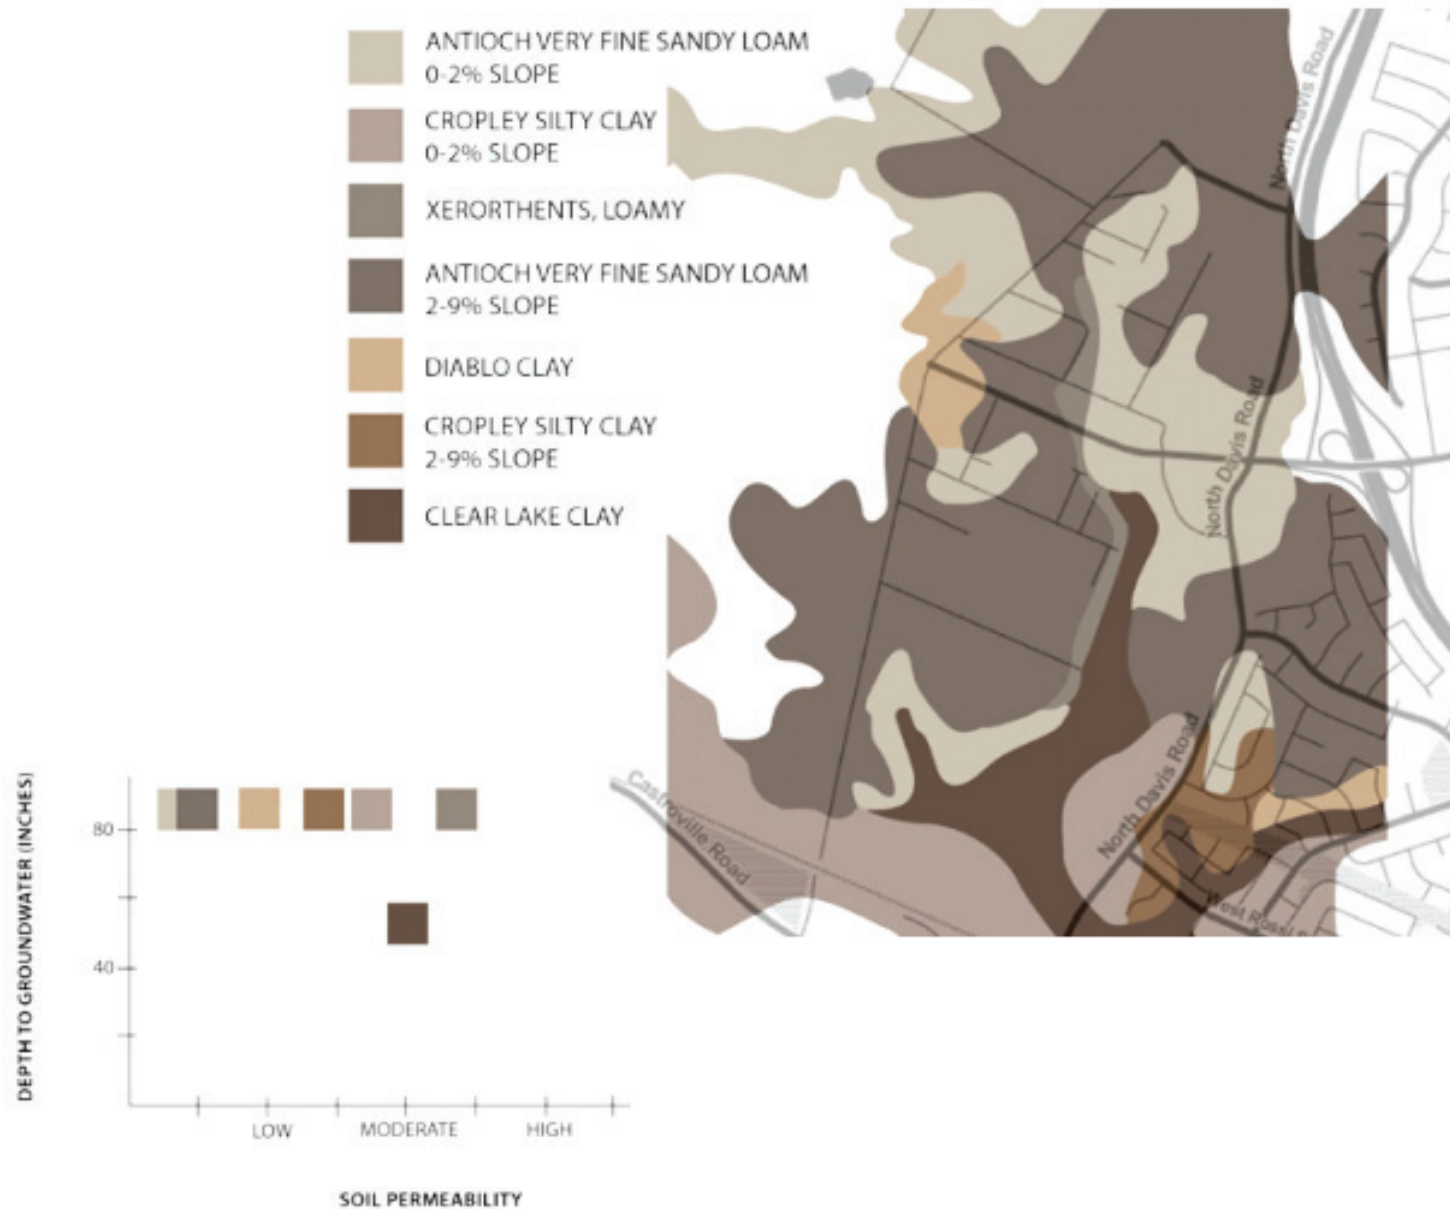 ANTIOCH VERY FINE SANDY LOAM
0-2% SLOPE
CROPLEY SILTY CLAY
0-2% SLOPE
XERORTHENTS, LOAMY
ANTIOCH VERY FINE SANDY LOAM
2-9% SLOPE
DIABLO CLAY
CROPLEY SILTY CLAY
2-9% SLOPE
CLEAR LAKE CLAY
North Davis Road
North Davis Road
North Davis Road
Castroville Road
West Rossi
DEPTH TO GROUNDWATER (INCHES)
80
40
LOW MODERATE HIGH
SOIL PERMEABILITY